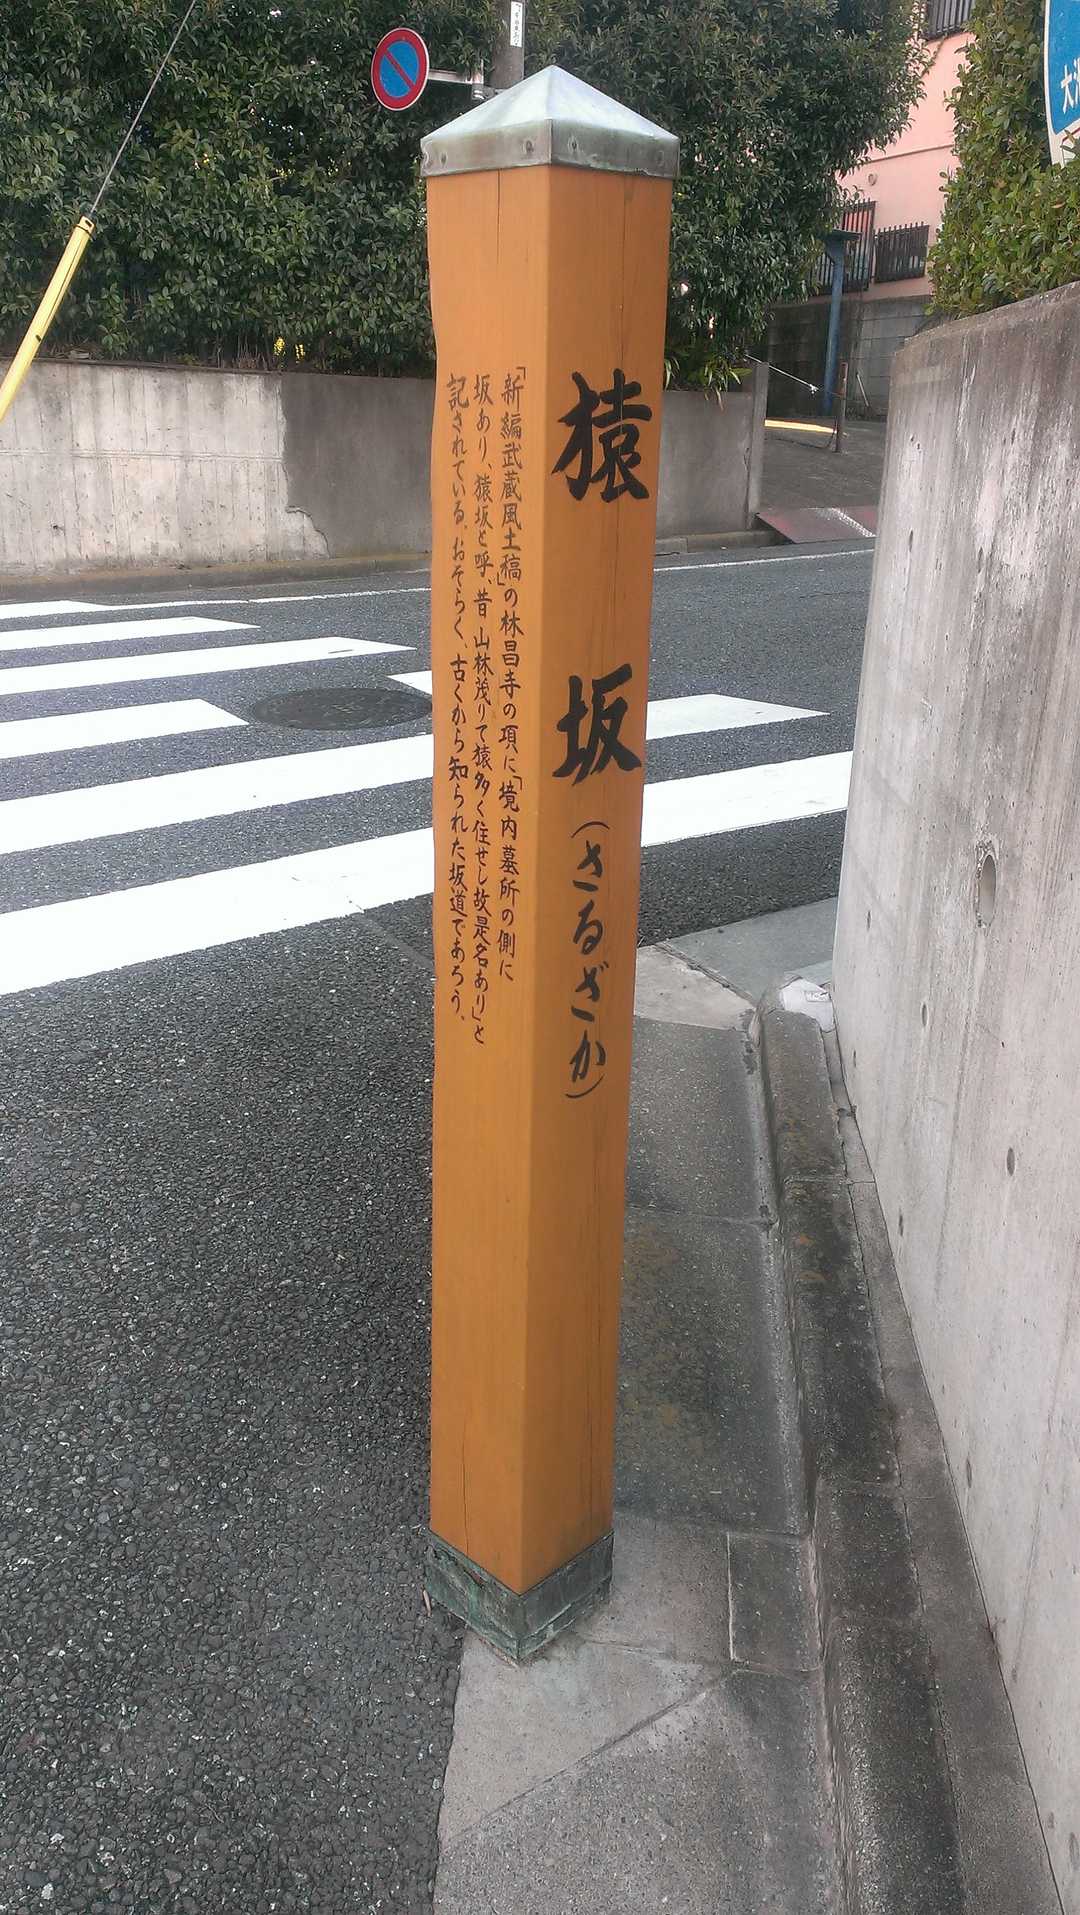 猿坂(さるざか)
「新編武蔵風土稿」の林昌寺の項に「境内墓所の側に
坂あり、猿坂と呼、昔山林茂りて猿多く住せし故是名あり」と
記されている。おそらく、古くから知られた坂道であろう。